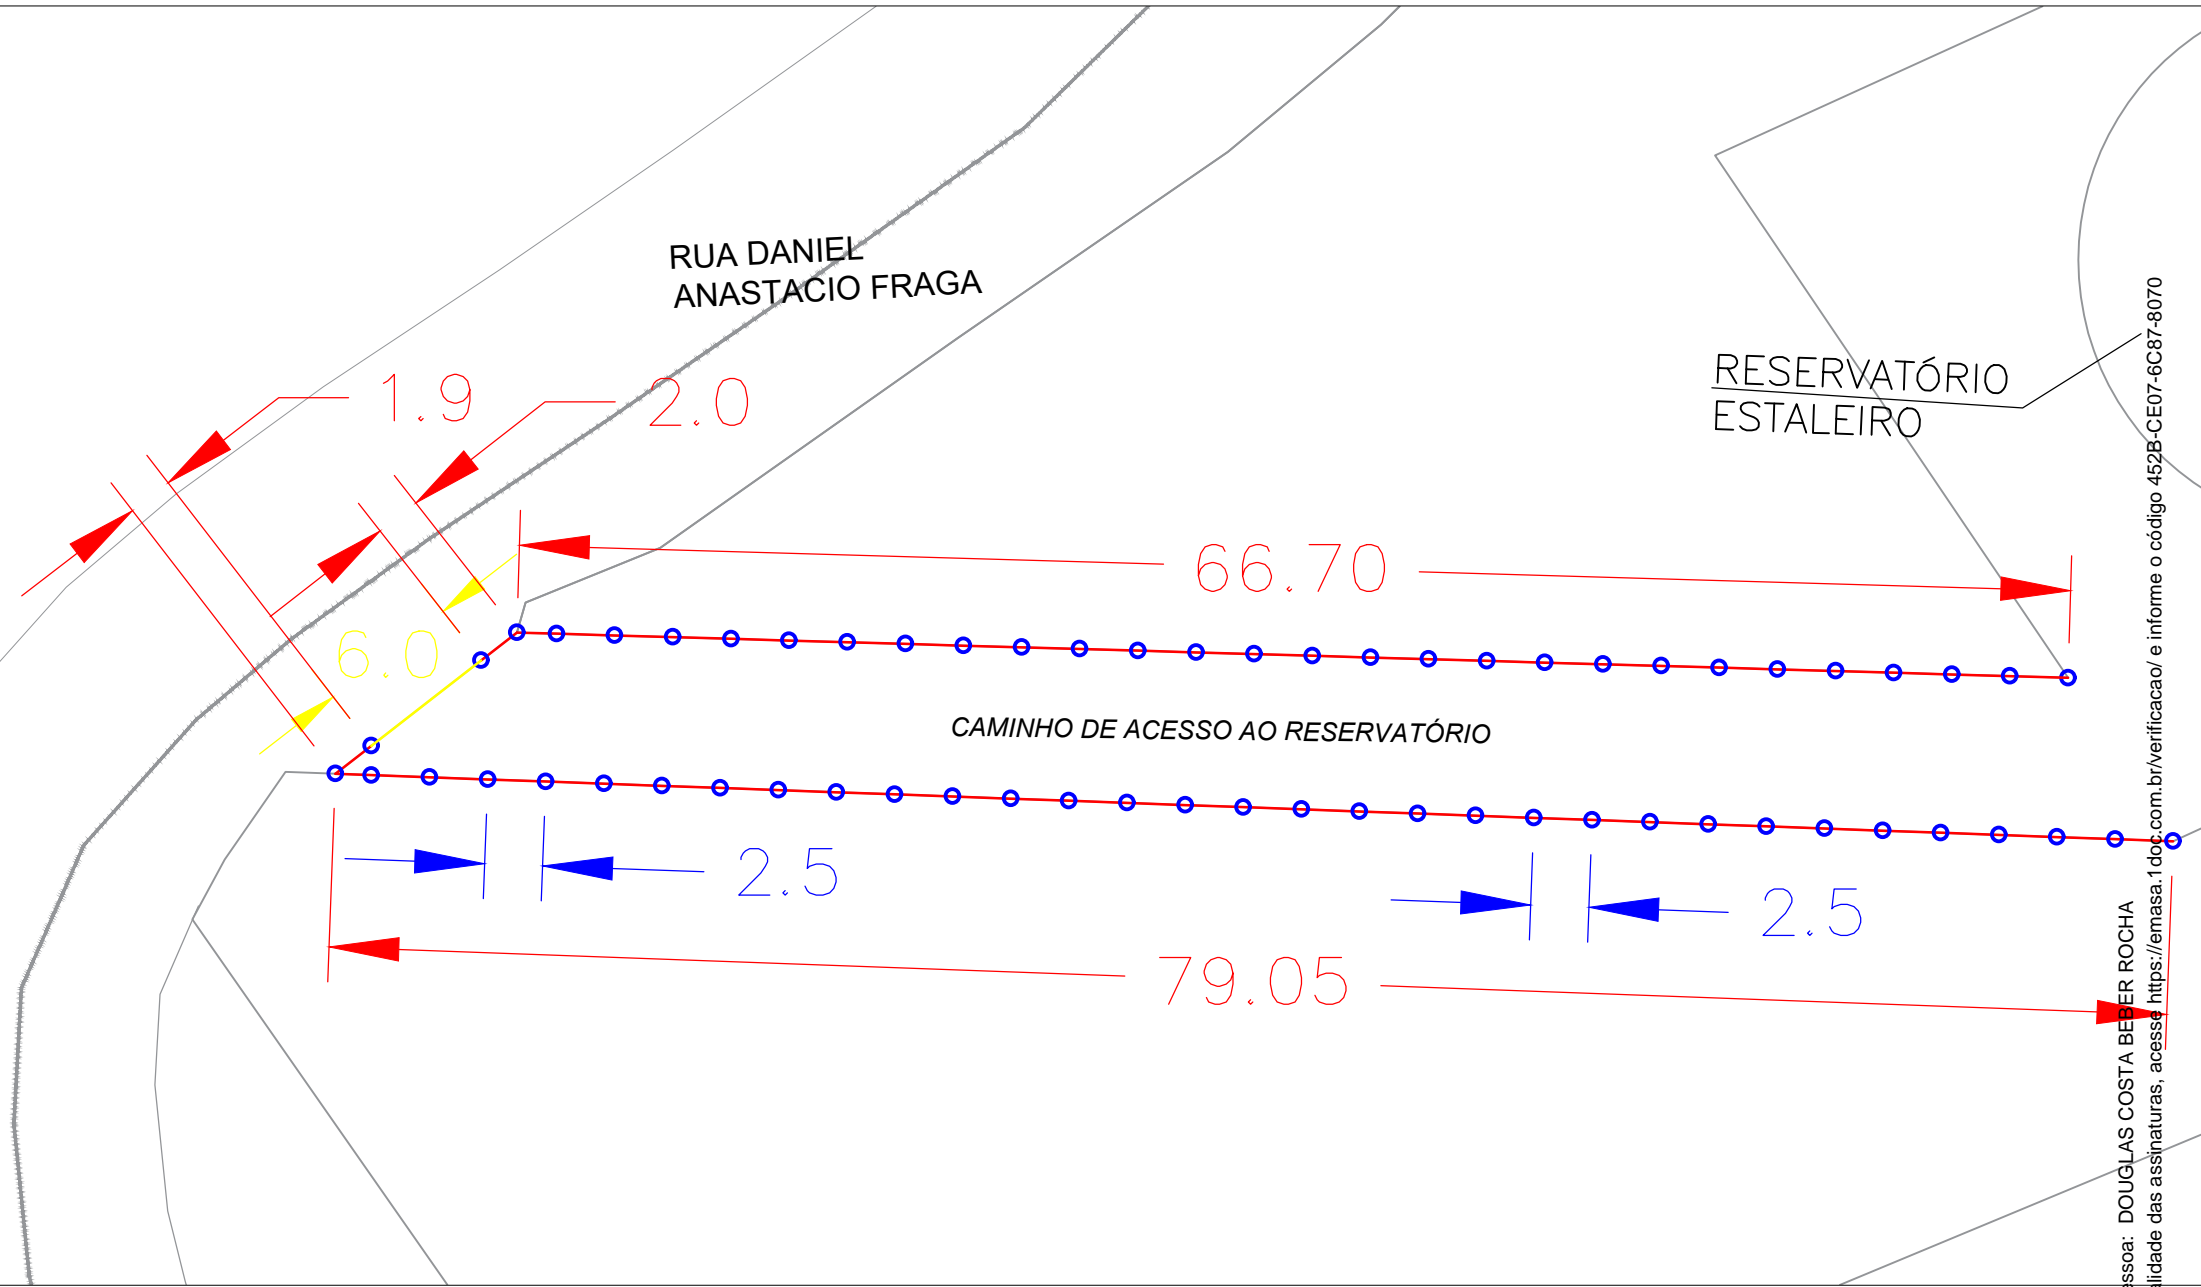 RUA DANIEL
ANASTACIO FRAGA
RESERVATÓRIO
ESTALEIRO
1.9
2.0
66.70
6.0
CAMINHO DE ACESSO AO RESERVATÓRIO
2.5
2.5
79.05
essoa: DOUGLAS COSTA BEBER ROCHA
alidade das assinaturas, acesse https://emasa.1doc.com.br/verificacao/ e informe o código 452B-CE07-6C87-8070